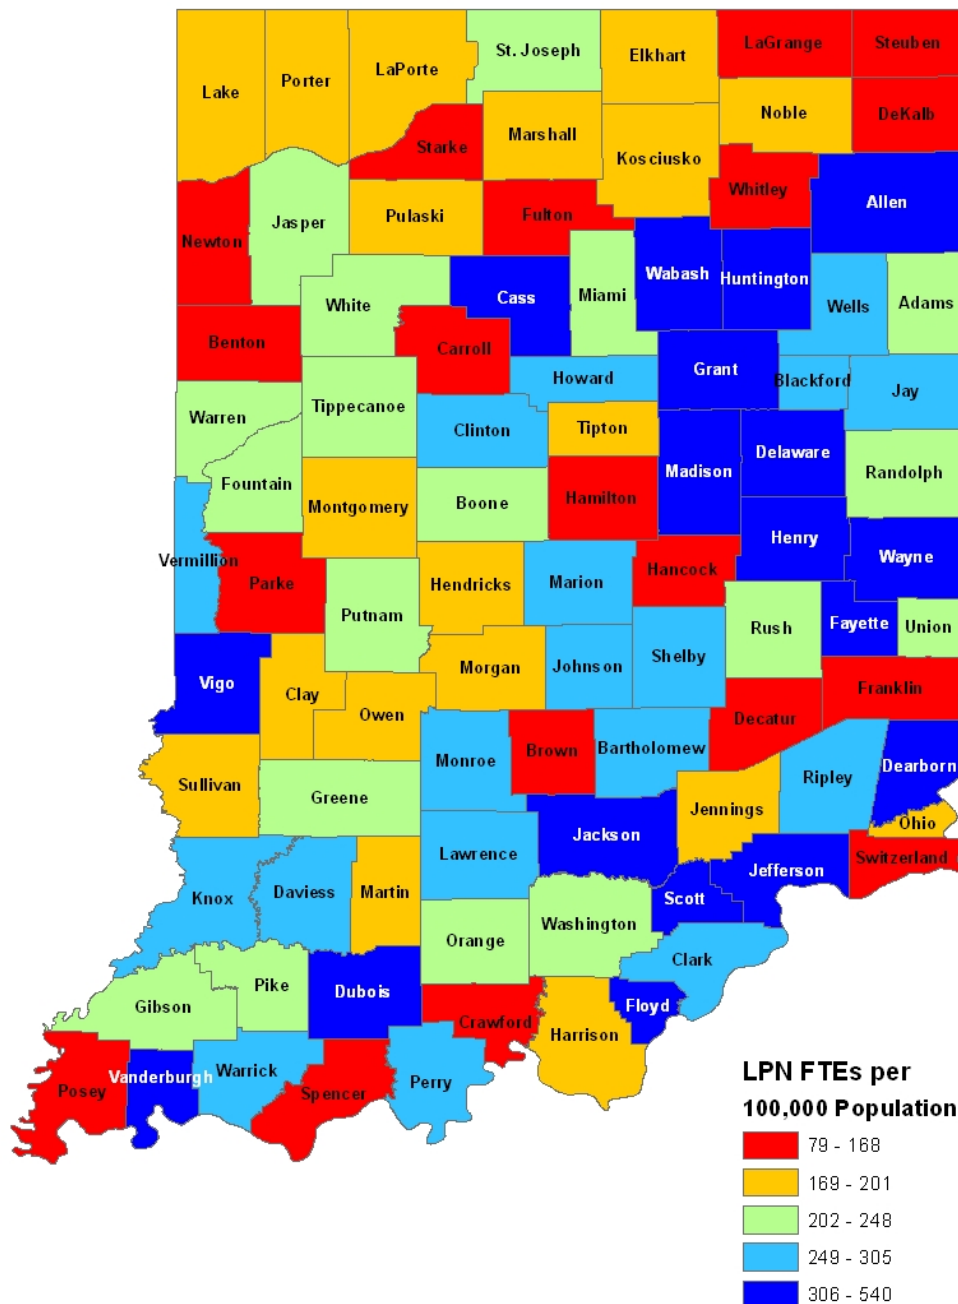 LaGrange
Steuben
St. Joseph
Elkhart
LaPorte
Porter
Lake
Noble
DeKalb
Marshall
Starke
Kosciusko
Whitley
Allen
Pulaski
Fulton
Jasper
Newton
Wabash
Huntington
Miami
Cass
White
Wells
Adams
Benton
Carroll
Grant
Howard
Blackford
Jay
Tippecanoe
Warren
Clinton
Tipton
Delaware
Madison
Randolph
Fountain
Hamilton
Boone
Montgomery
Henry
Wayne
Vermillion
Parke
Hendricks
Marion
Hancock
Putnam
Rush
Fayette
Union
Shelby
Johnson
Morgan
Vigo
Clay
Franklin
Owen
Decatur
Brown
Bartholomew
Monroe
Ripley
Dearborn
Sullivan
Greene
Jennings
Ohio
Jackson
Lawrence
Switzerland
Jefferson
Knox
Daviess
Martin
Scott
Washington
Orange
Clark
Pike
Dubois
Gibson
Floyd
Crawford
Harrison
Warrick
Vanderburgh
Perry
Posey
Spencer
LPN FTEs per
100,000 Population
79 - 168
169 - 201
202 - 248
249 - 305
306 - 540